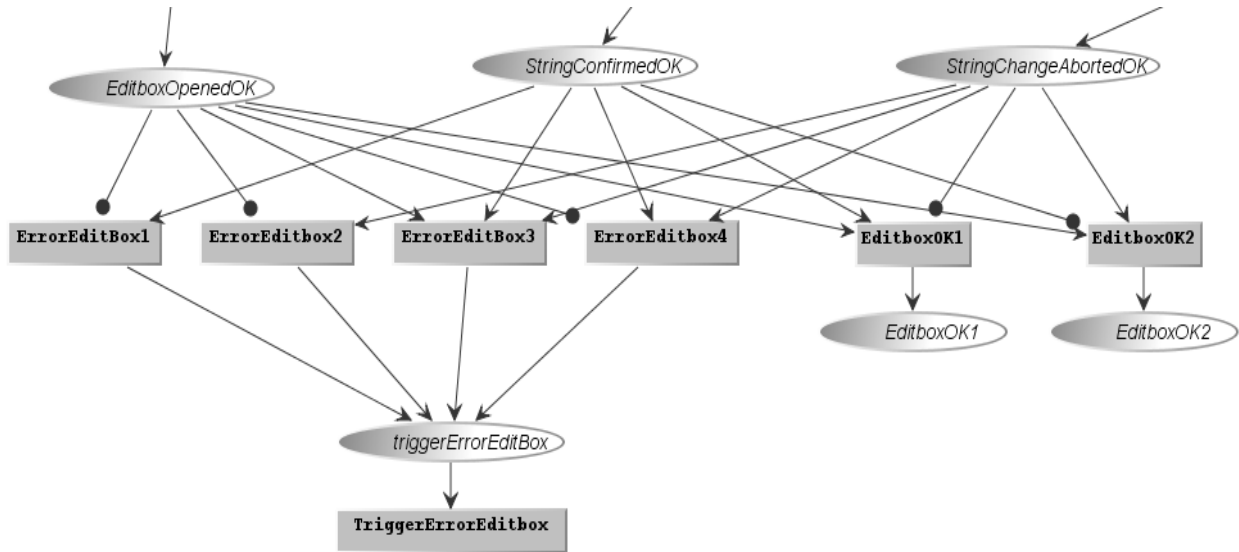 EditboxOpenedOK
StringConfirmedOK
StringChangeAbortedOK
ErrorEditBox1
ErrorEditbox2
ErrorEditBox3
ErrorEditbox4
EditboxOK1
EditboxOK2
EditboxOK1
EditboxOK2
triggerErrorEditBox
TriggerErrorEditbox